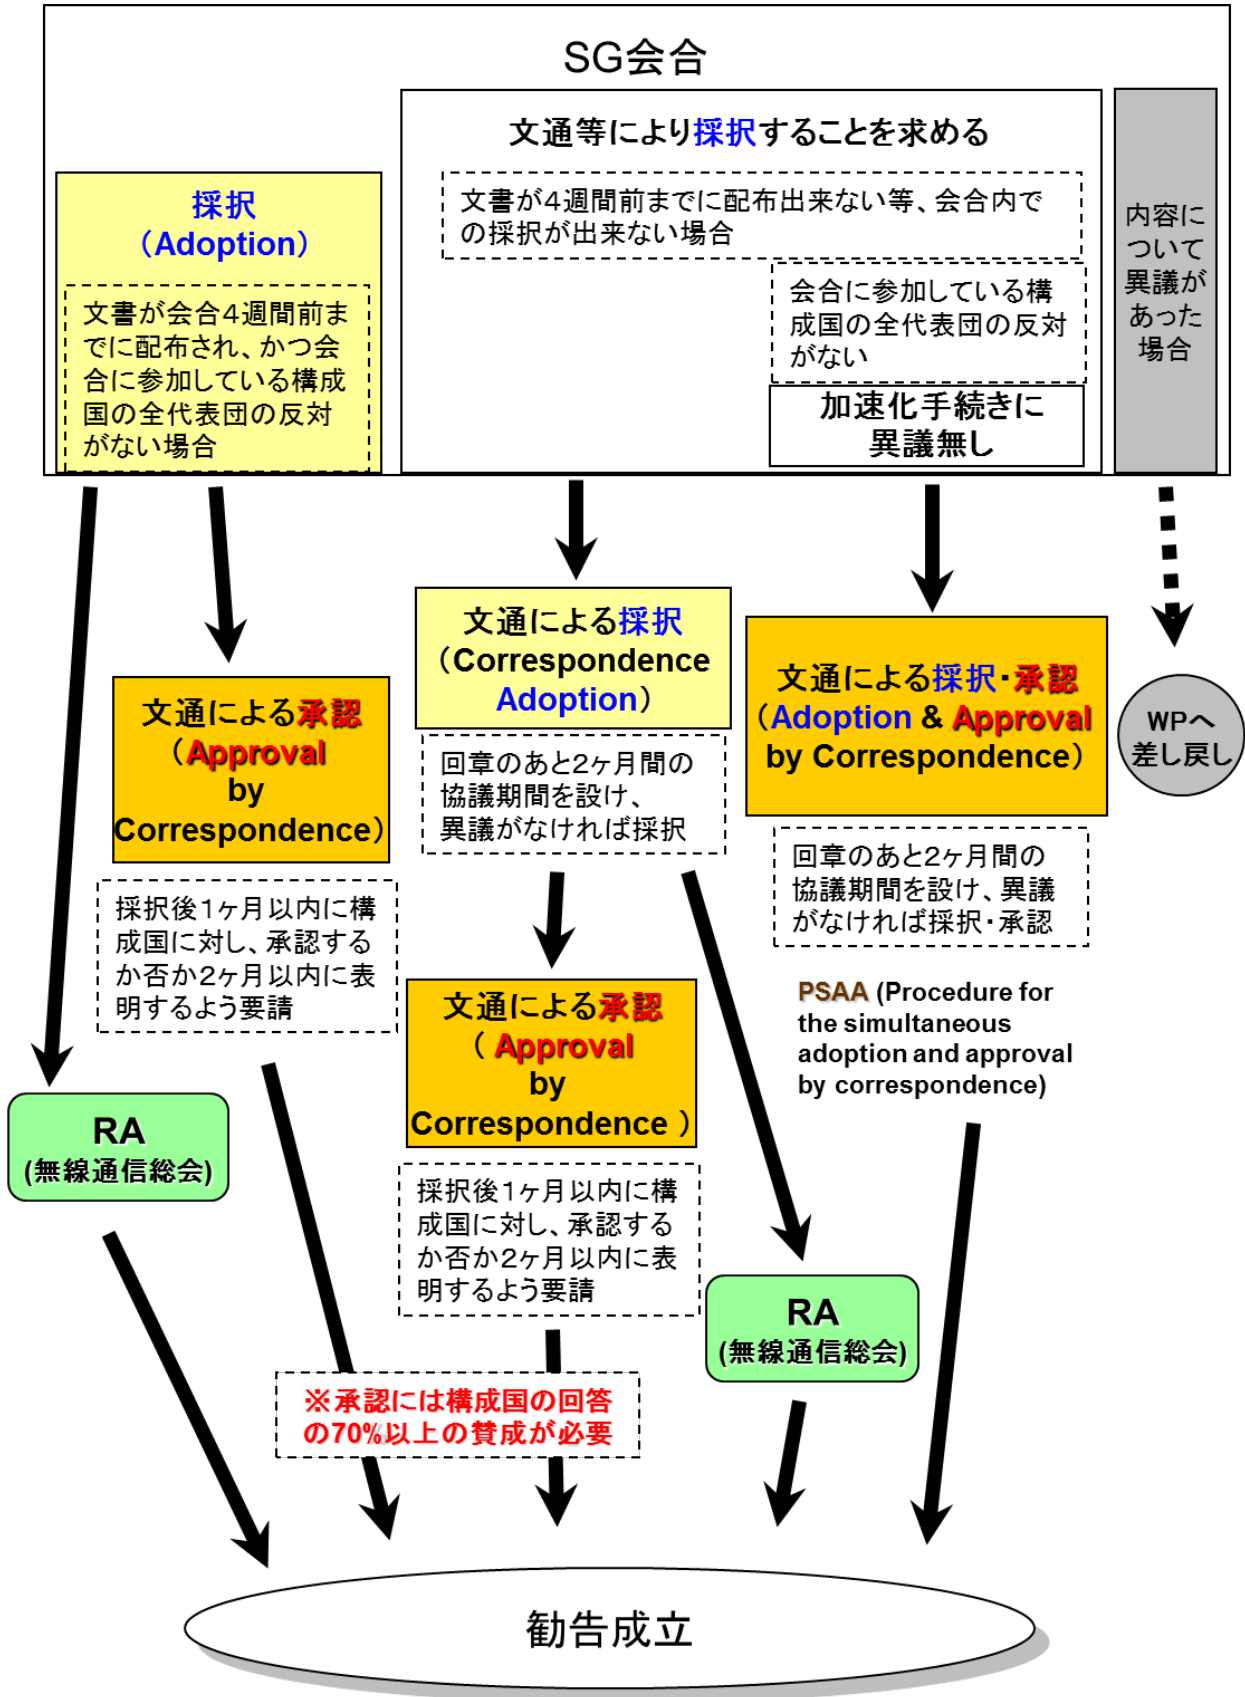 SG会合
採択
（Adoption）
文書が会合4週間前ま
でに配布され、かつ会
合に参加している構成
国の全代表団の反対
がない場合
文通等により採択することを求める
文書が4週間前までに配布出来ない等、会合内で
の採択が出来ない場合
会合に参加している構
成国の全代表団の反対
がない
加速化手続きに
異議無し
内容に
ついて
異議が
あった
場合
文通による承認
（Approval
by
Correspondence）
採択後1ヶ月以内に構
成国に対し、承認する
か否か2ヶ月以内に表
明するよう要請
RA
(無線通信総会)
文通による採択
（Correspondence
Adoption）
回章のあと2ヶ月間の
協議期間を設け、
異議がなければ採択
文通による承認
（ Approval
by
Correspondence ）
採択後1ヶ月以内に構
成国に対し、承認する
か否か2ヶ月以内に表
明するよう要請
文通による採択・承認
（Adoption & Approval
by Correspondence）
回章のあと2ヶ月間の
協議期間を設け、異議
がなければ採択・承認
PSAA (Procedure for
the simultaneous
adoption and approval
by correspondence)
WPへ
差し戻し
RA
(無線通信総会)
※承認には構成国の回答
の70%以上の賛成が必要
勧告成立